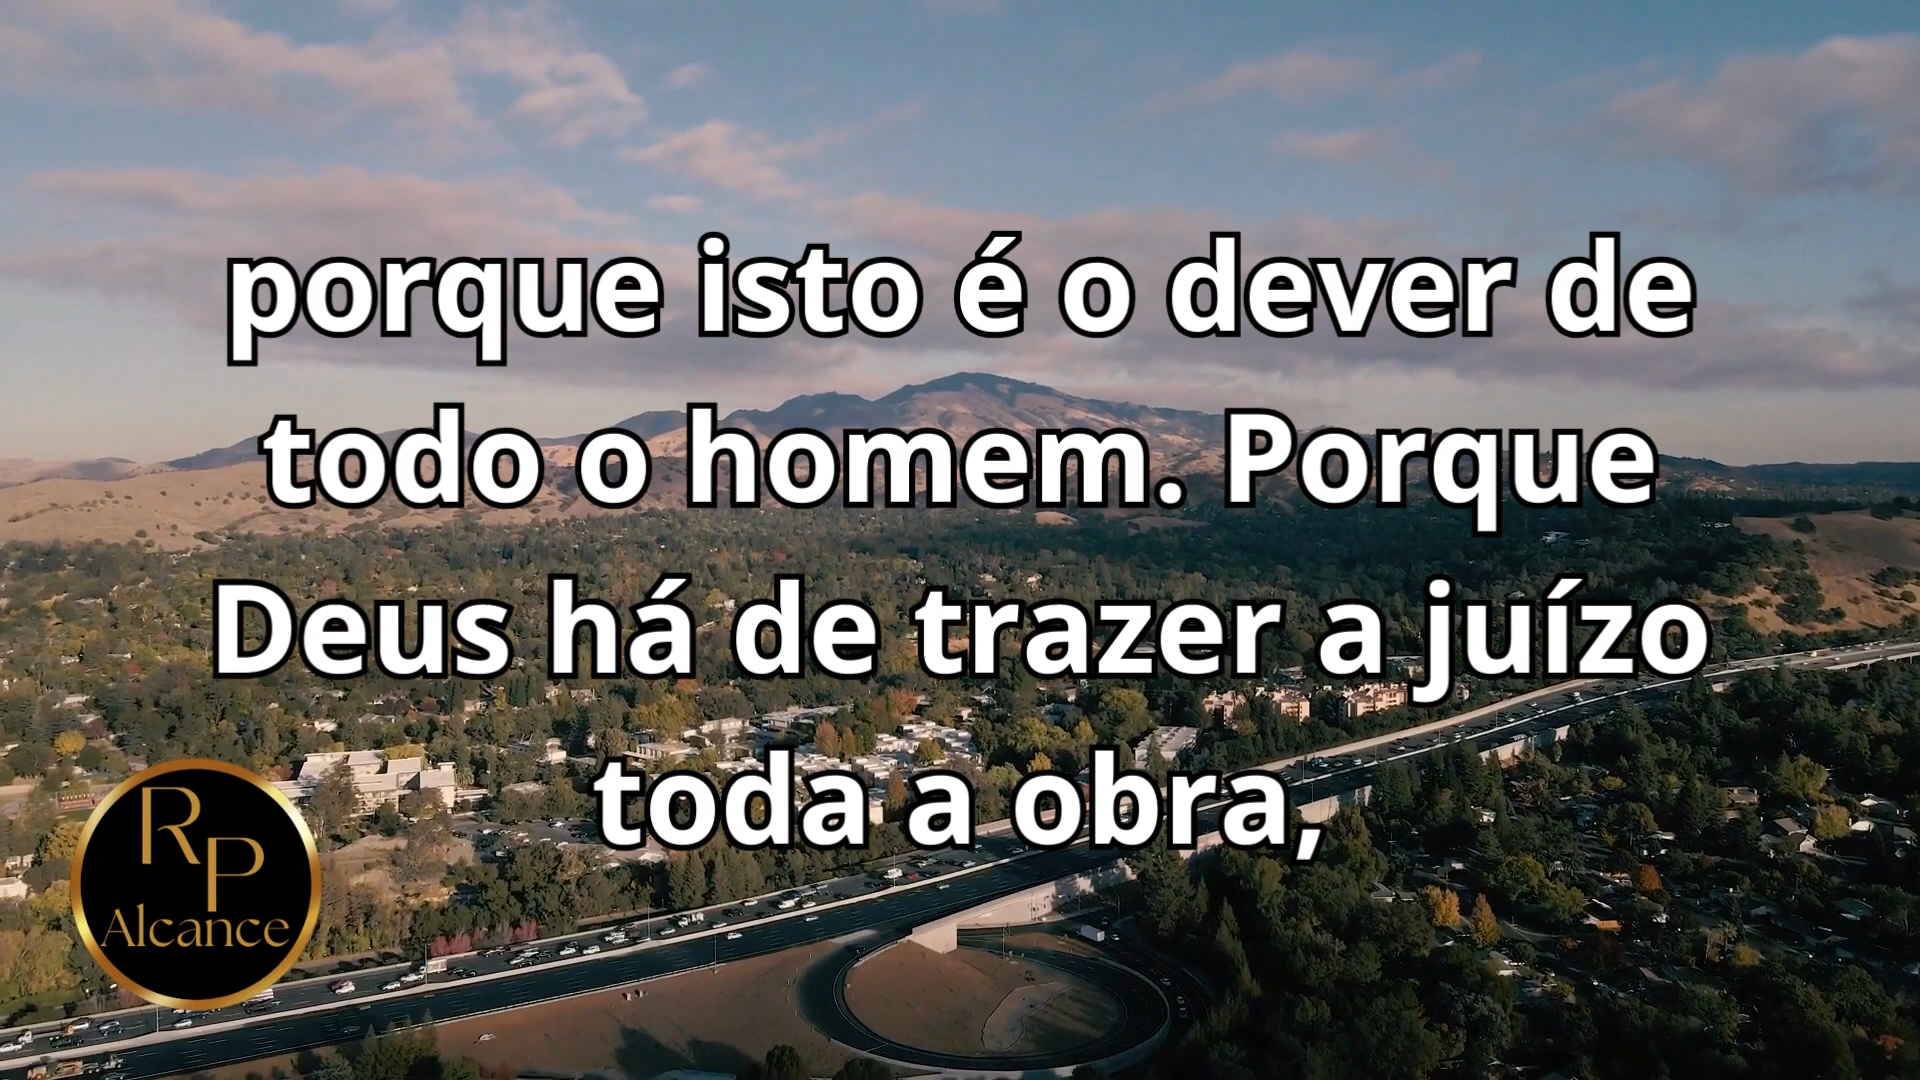 porque isto é o dever de
todo o homem. Porque
Deus há de trazer a juízo
toda a obra,
RP
Alcance